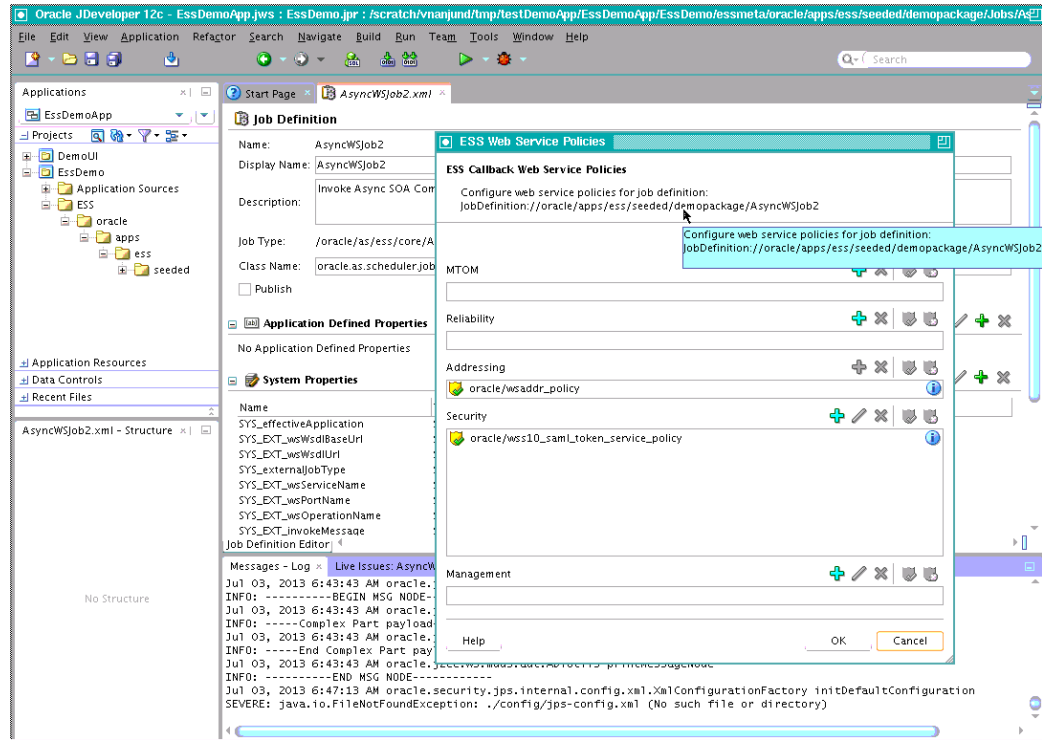 Oracle JDeveloper 12c - EssDemoApp.jws : EssDemo.jpr : /scratch/vnanjund/tmp/testDemoApp/EssDemoApp/EssDemo/essmeta/oracle/apps/ess/seeded/demopackage/Jobs/As
File Edit View Application Refactor Search Navigate Build Run Team Tools Window Help
Search
Applications
EssDemoApp
Projects
DemoUI
EssDemo
Application Sources
ESS
oracle
apps
ess
seeded
Application Resources
Data Controls
Recent Files
AsyncWSJob2.xml - Structure
No Structure
Start Page
AsyncWSJob2.xml
Job Definition
Name: AsyncWSJob2
Display Name: AsyncWSJob2
Description: Invoke Async SOA Com
Job Type: /oracle/as/ess/core/A
Class Name: oracle.as.scheduler.job
Publish
Application Defined Properties
No Application Defined Properties
System Properties
Name
SYS_effectiveApplication
SYS_EXT_wsWsdlBaseUrl
SYS_EXT_wsWsdlUrl
SYS_externalJobType
SYS_EXT_wsServiceName
SYS_EXT_wsPortName
SYS_EXT_wsOperationName
SYS_EXT_invokeMessage
Job Definition Editor
ESS Web Service Policies
ESS Callback Web Service Policies
Configure web service policies for job definition:
JobDefinition://oracle/apps/ess/seeded/demopackage/AsyncWSJob2
Configure web service policies for job definition:
JobDefinition://oracle/apps/ess/seeded/demopackage/AsyncWSJob2
MTOM
Reliability
Addressing
oracle/wsaddr_policy
Security
oracle/wss10_saml_token_service_policy
Management
Help OK Cancel
Messages - Log
Live Issues: AsyncW
Jul 03, 2013 6:43:43 AM oracle.
INFO: ----------BEGIN MSG NODE-
Jul 03, 2013 6:43:43 AM oracle.
INFO: -----Complex Part payload
Jul 03, 2013 6:43:43 AM oracle.
INFO: -----End Complex Part pay
Jul 03, 2013 6:43:43 AM
INFO: ----------END MSG NODE------------
Jul 03, 2013 6:47:13 AM oracle.security.jps.internal.config.xml.XmlConfigurationFactory initDefaultConfiguration
SEVERE: java.io.FileNotFoundException: ./config/jps-config.xml (No such file or directory)